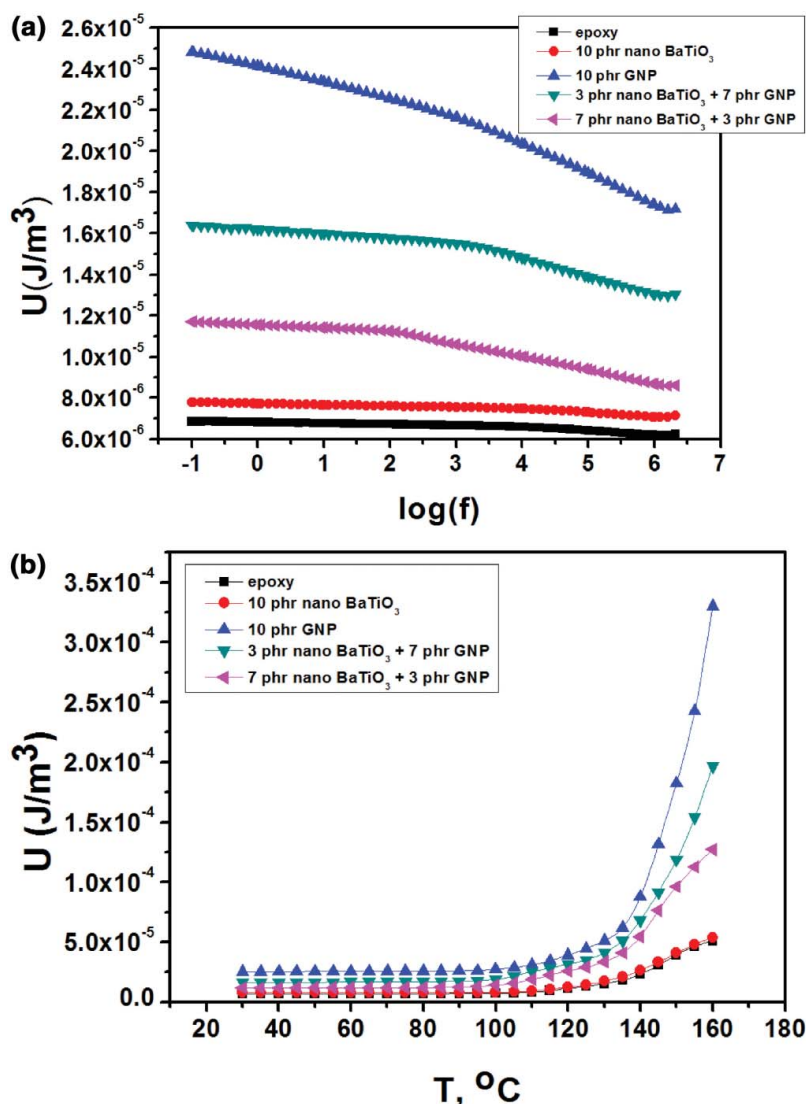 (a)
epoxy
10 phr nano BaTiO₃
10 phr GNP
3 phr nano BaTiO₃ + 7 phr GNP
7 phr nano BaTiO₃ + 3 phr GNP
U(J/m³)
2.6x10⁻⁵
2.4x10⁻⁵
2.2x10⁻⁵
2.0x10⁻⁵
1.8x10⁻⁵
1.6x10⁻⁵
1.4x10⁻⁵
1.2x10⁻⁵
1.0x10⁻⁵
8.0x10⁻⁶
6.0x10⁻⁶
-1 0 1 2 3 4 5 6 7
log(f)
(b)
epoxy
10 phr nano BaTiO₃
10 phr GNP
3 phr nano BaTiO₃ + 7 phr GNP
7 phr nano BaTiO₃ + 3 phr GNP
U (J/m³)
3.5x10⁻⁴
3.0x10⁻⁴
2.5x10⁻⁴
2.0x10⁻⁴
1.5x10⁻⁴
1.0x10⁻⁴
5.0x10⁻⁵
0.0
20 40 60 80 100 120 140 160 180
T, ºC